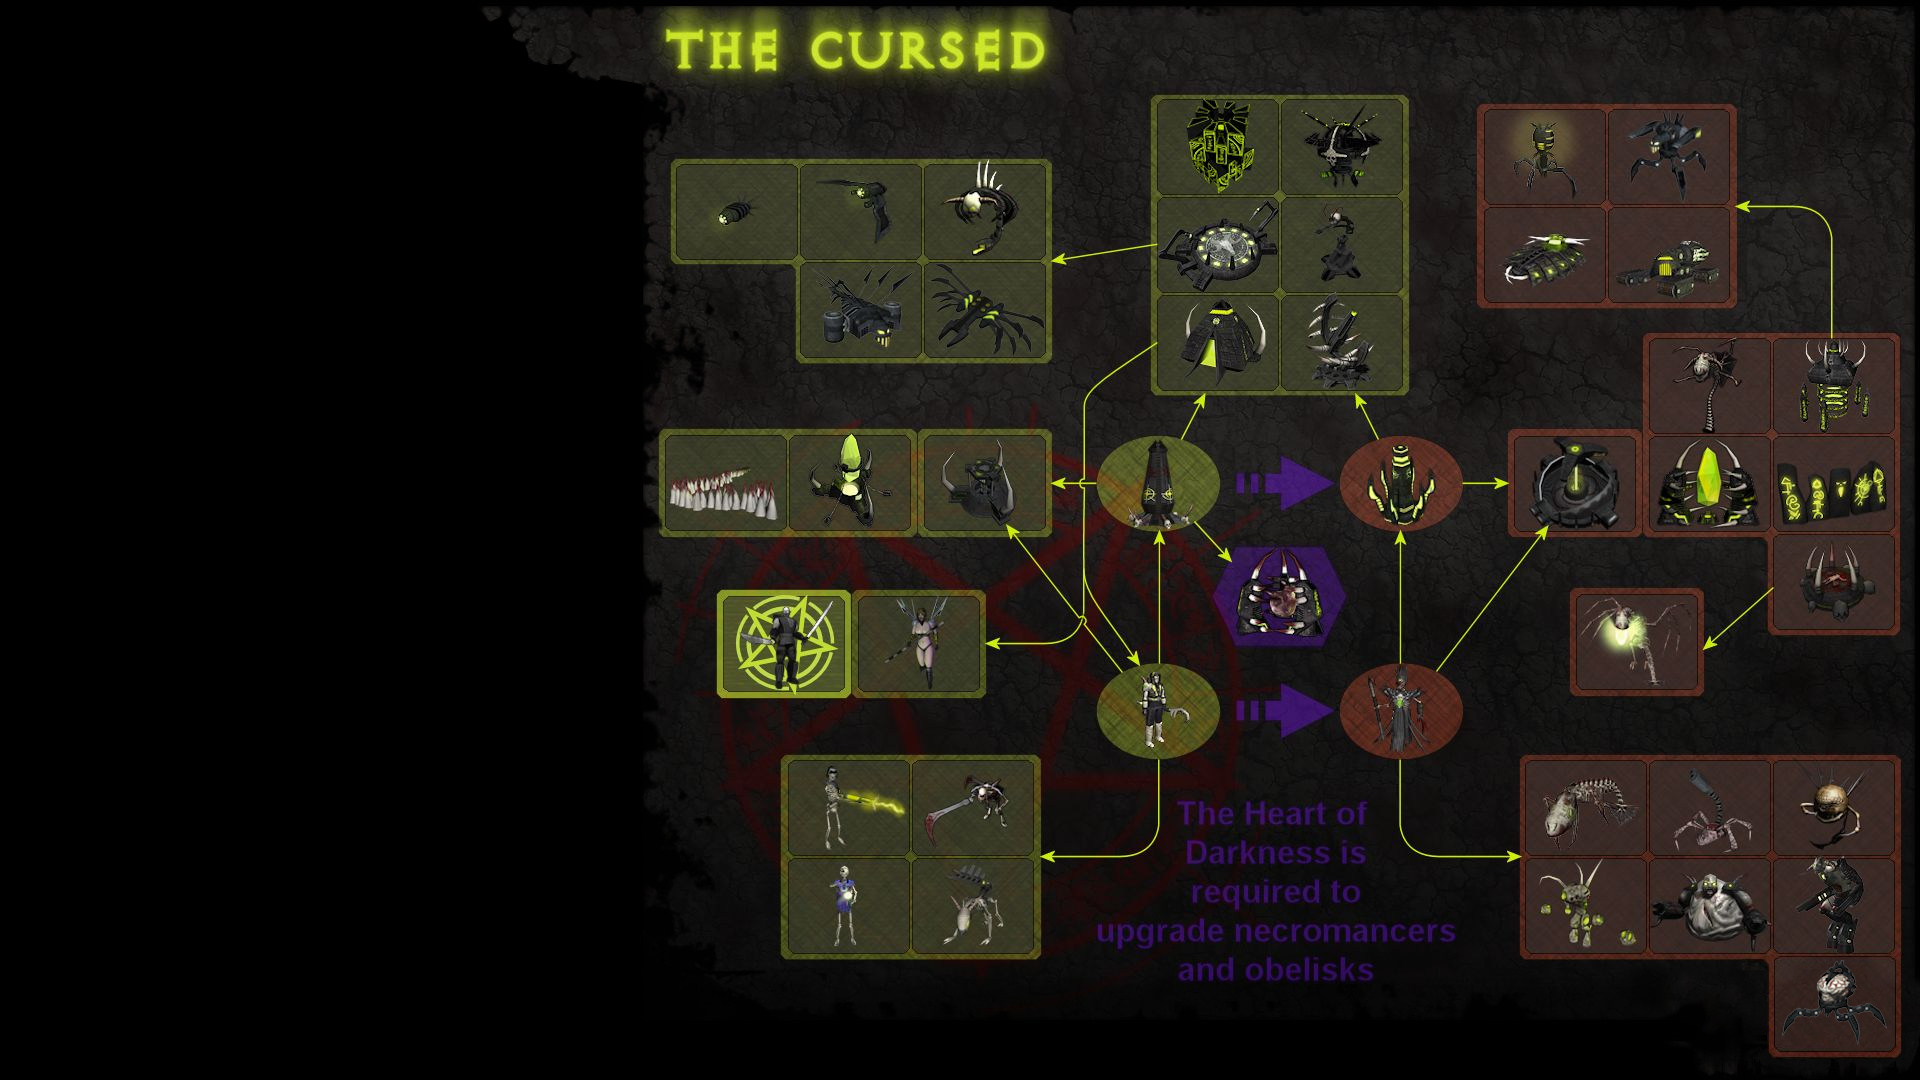 THE CURSED
The Heart of
Darkness is
required to
upgrade necromancers
and obelisks